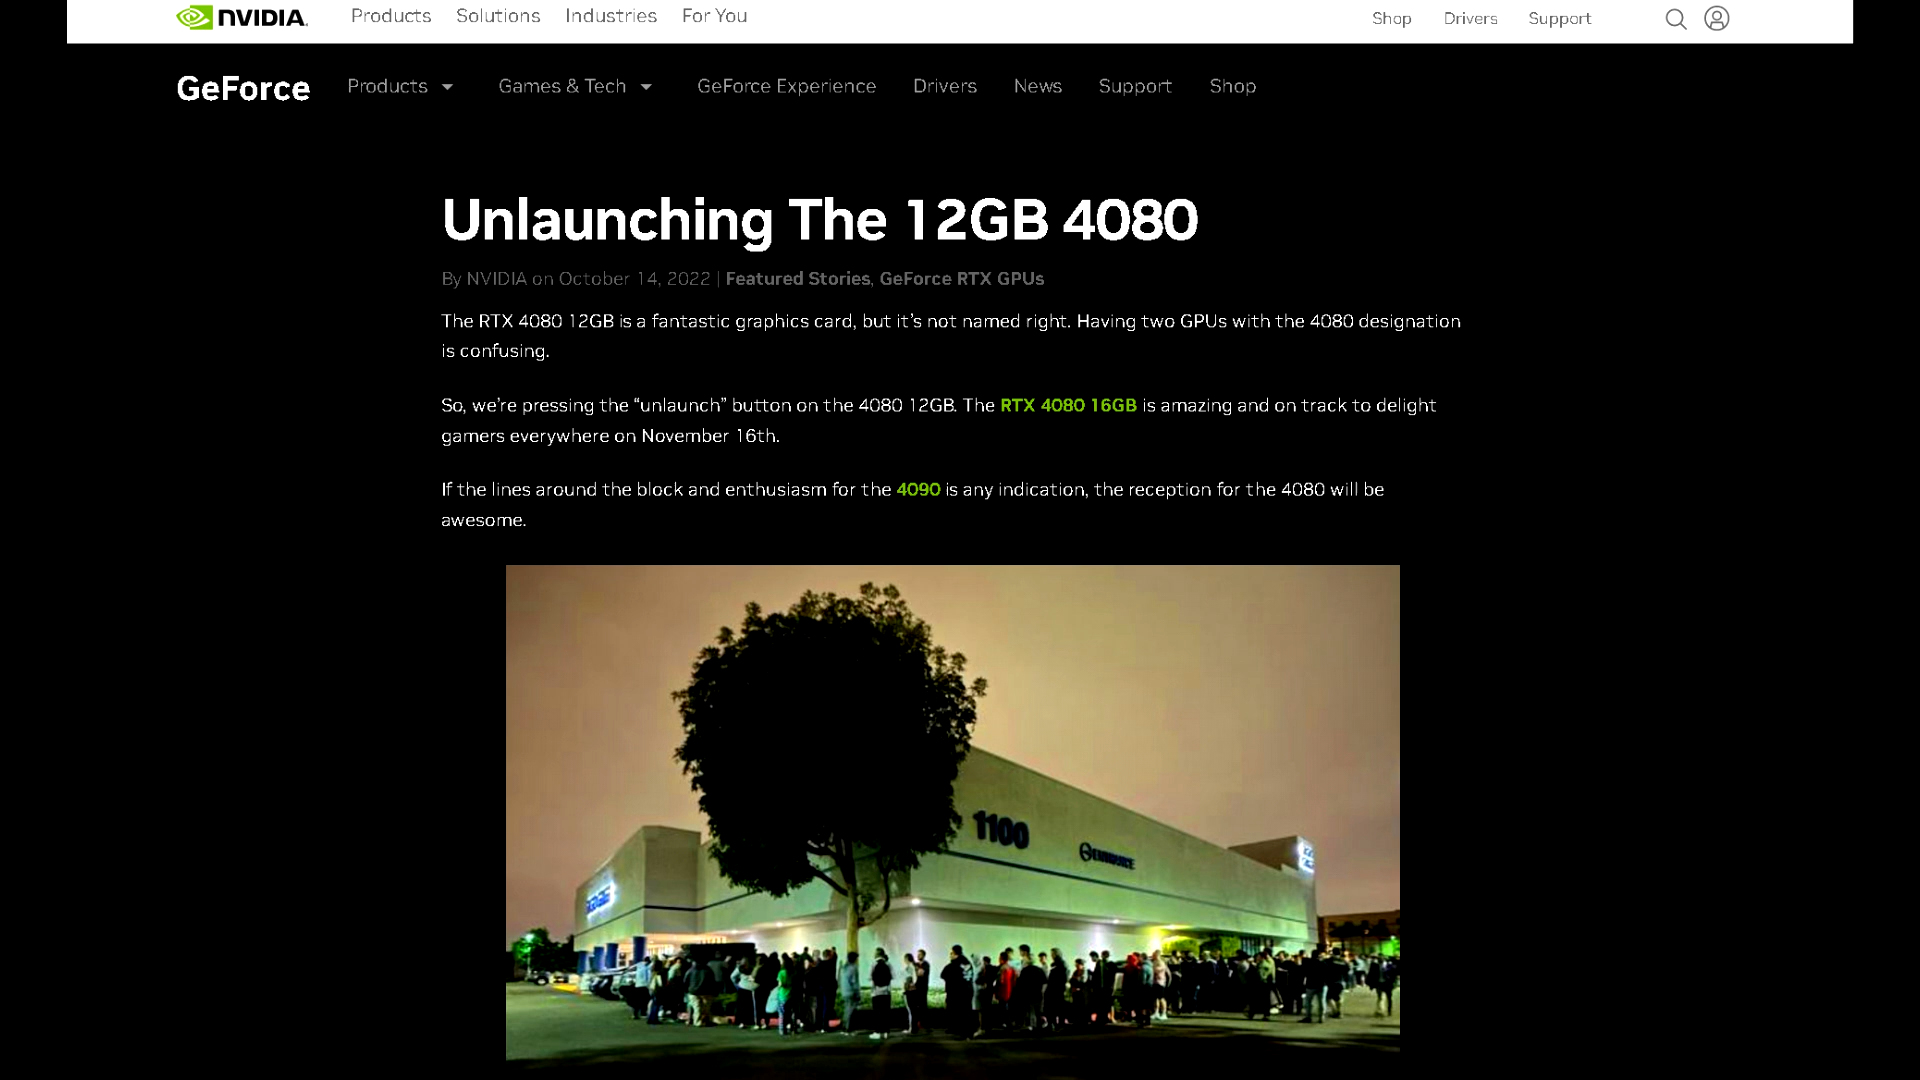 NVIDIA. Products Solutions Industries For You Shop Drivers Support
GeForce Products Games & Tech GeForce Experience Drivers News Support Shop
Unlaunching The 12GB 4080
By NVIDIA on October 14, 2022 | Featured Stories, GeForce RTX GPUs
The RTX 4080 12GB is a fantastic graphics card, but it’s not named right. Having two GPUs with the 4080 designation
is confusing.
So, we’re pressing the “unlaunch” button on the 4080 12GB. The RTX 4080 16GB is amazing and on track to delight
gamers everywhere on November 16th.
If the lines around the block and enthusiasm for the 4090 is any indication, the reception for the 4080 will be
awesome.
1100
ENTRANCE